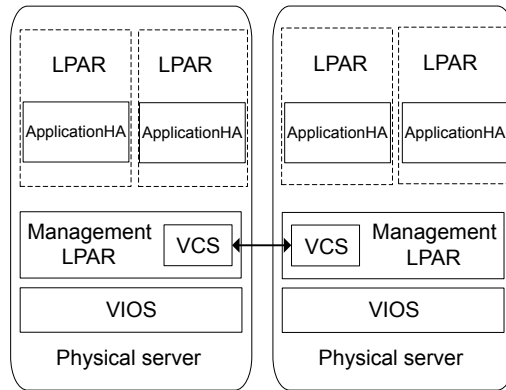 LPAR LPAR
ApplicationHA ApplicationHA
Management
LPAR
VCS
VIOS
Physical server
LPAR LPAR
ApplicationHA ApplicationHA
VCS
Management
LPAR
VIOS
Physical server